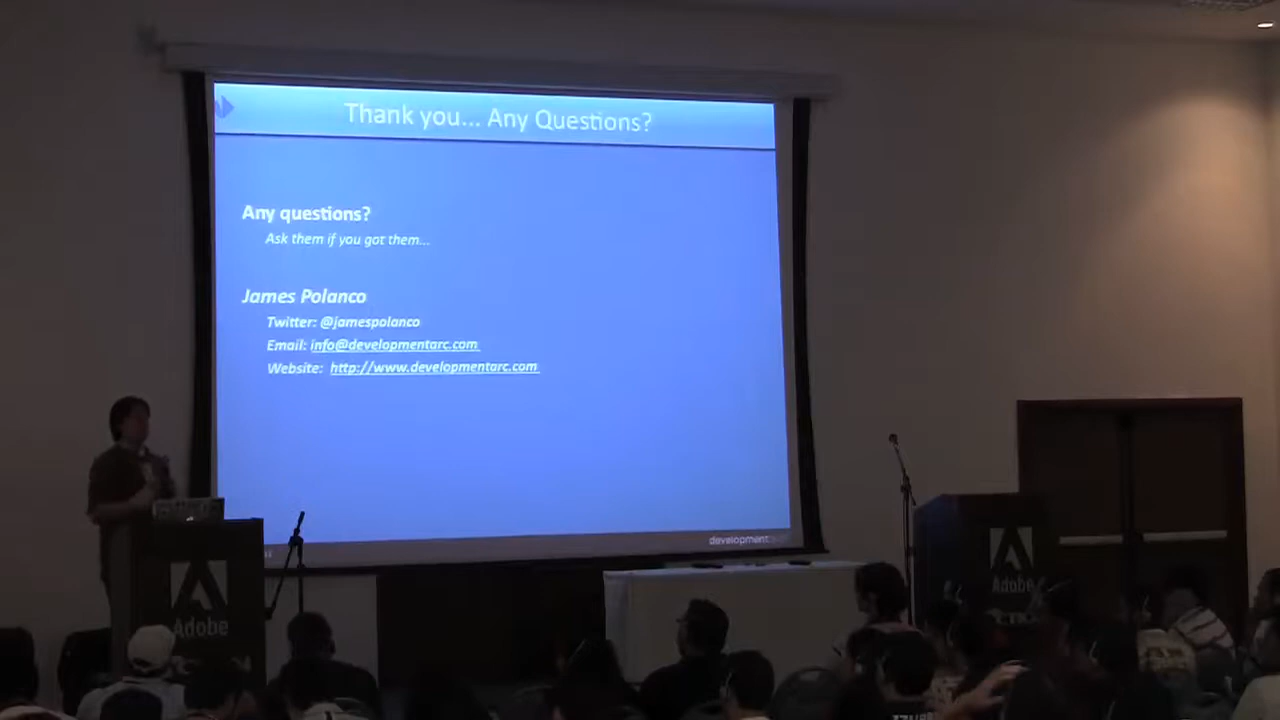 Thank you... Any Questions?
Any questions?
Ask them if you got them...
James Polanco
Twitter: @jamespolanco
Email: info@developmentarc.com
Website: http://www.developmentarc.com
development
Adobe
Adobe